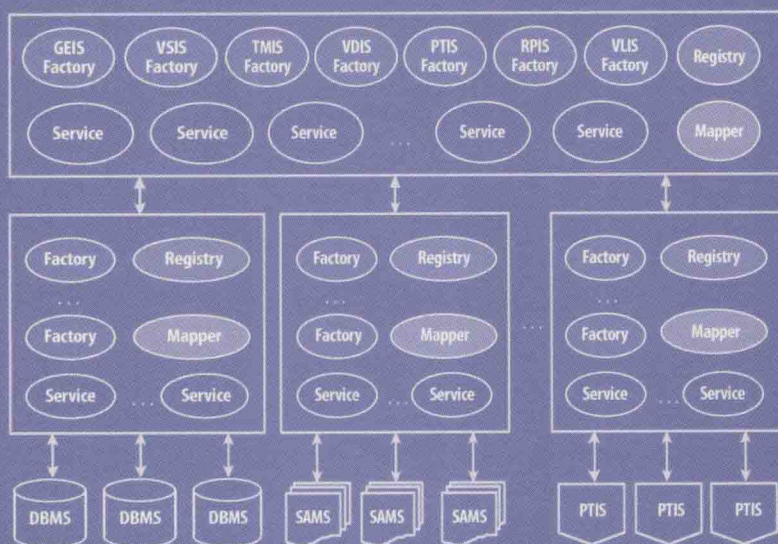 GEIS Factory VSIS Factory TMIS Factory VDIS Factory PTIS Factory RPIS Factory VLIS Factory Registry
Service Service Service ... Service Service Mapper
Factory Registry Factory Registry Factory Registry
... ... ... ...
Factory Mapper Factory Mapper ... Factory Mapper
Service ... Service Service ... Service Service ... Service
DBMS DBMS DBMS SAMS SAMS SAMS PTIS PTIS PTIS